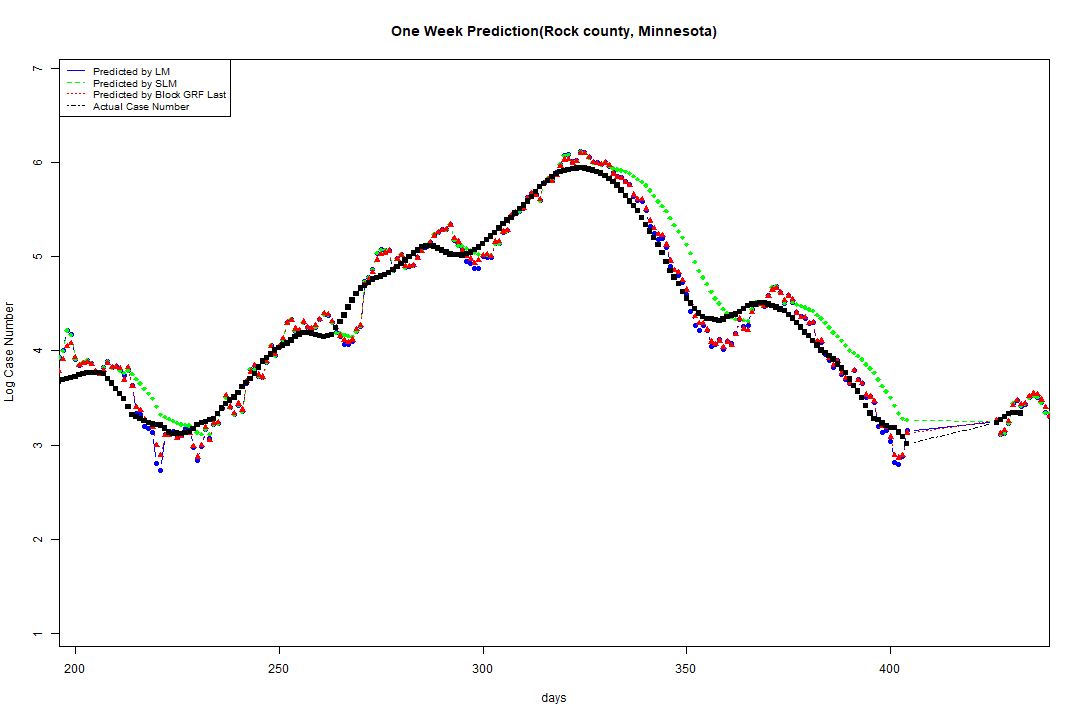 One Week Prediction(Rock county, Minnesota)
Predicted by LM
Predicted by SLM
Predicted by Block GRF Last
Actual Case Number
7
6
5
4
3
2
1
Log Case Number
200 250 300 350 400
days